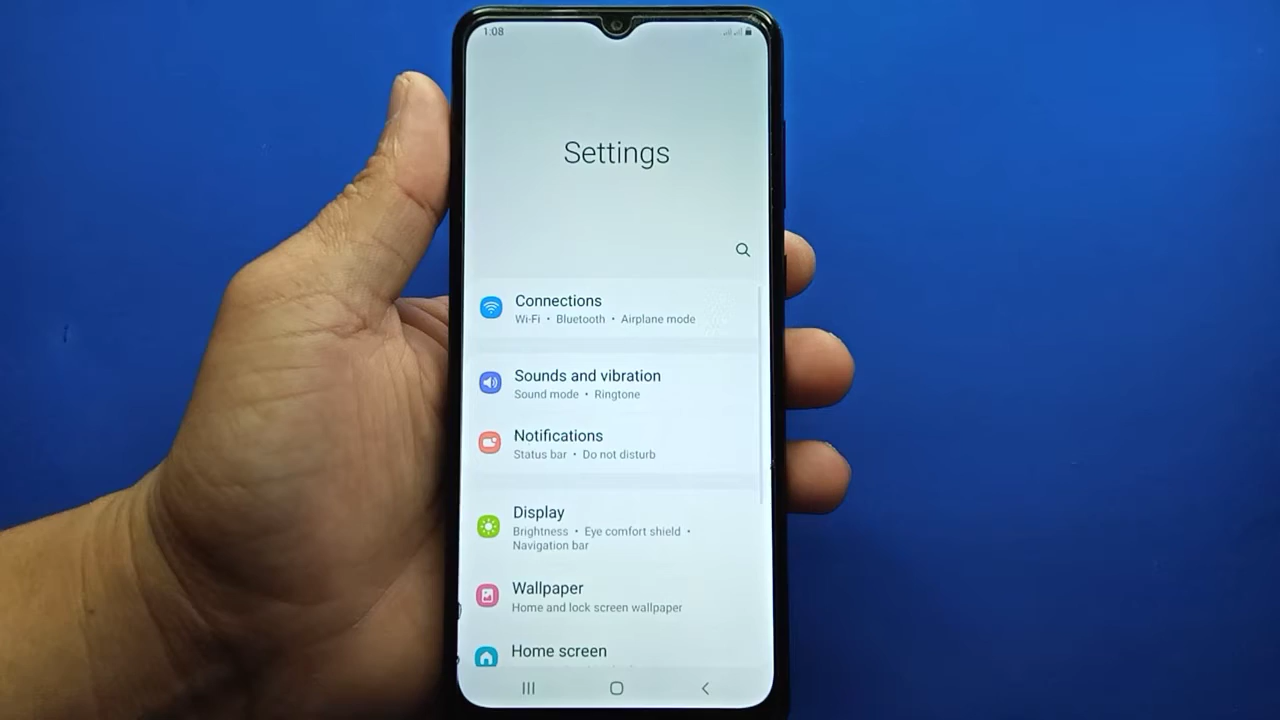 1:08
Settings
Connections
Wi-Fi • Bluetooth • Airplane mode
Sounds and vibration
Sound mode • Ringtone
Notifications
Status bar • Do not disturb
Display
Brightness • Eye comfort shield •
Navigation bar
Wallpaper
Home and lock screen wallpaper
Home screen